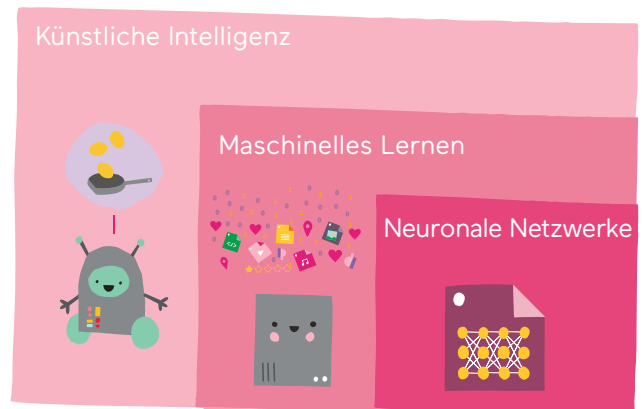 Künstliche Intelligenz
Maschinelles Lernen
Neuronale Netzwerke